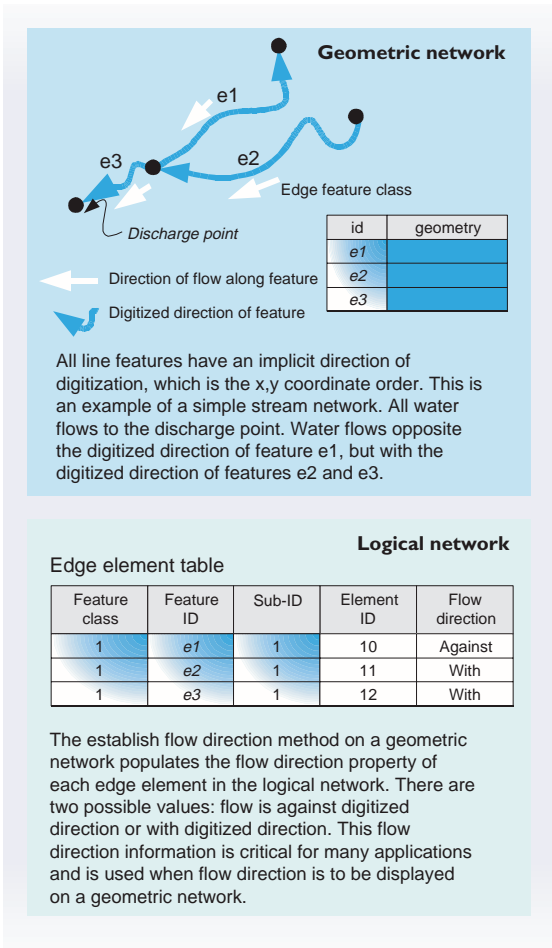 Geometric network
e1
e3
e2
Edge feature class
Discharge point
id geometry
e1
e2
e3
Direction of flow along feature
Digitized direction of feature
All line features have an implicit direction of
digitization, which is the x,y coordinate order. This is
an example of a simple stream network. All water
flows to the discharge point. Water flows opposite
the digitized direction of feature e1, but with the
digitized direction of features e2 and e3.
Logical network
Edge element table
Feature class Feature ID Sub-ID Element ID Flow direction
1 e1 1 10 Against
1 e2 1 11 With
1 e3 1 12 With
The establish flow direction method on a geometric
network populates the flow direction property of
each edge element in the logical network. There are
two possible values: flow is against digitized
direction or with digitized direction. This flow
direction information is critical for many applications
and is used when flow direction is to be displayed
on a geometric network.